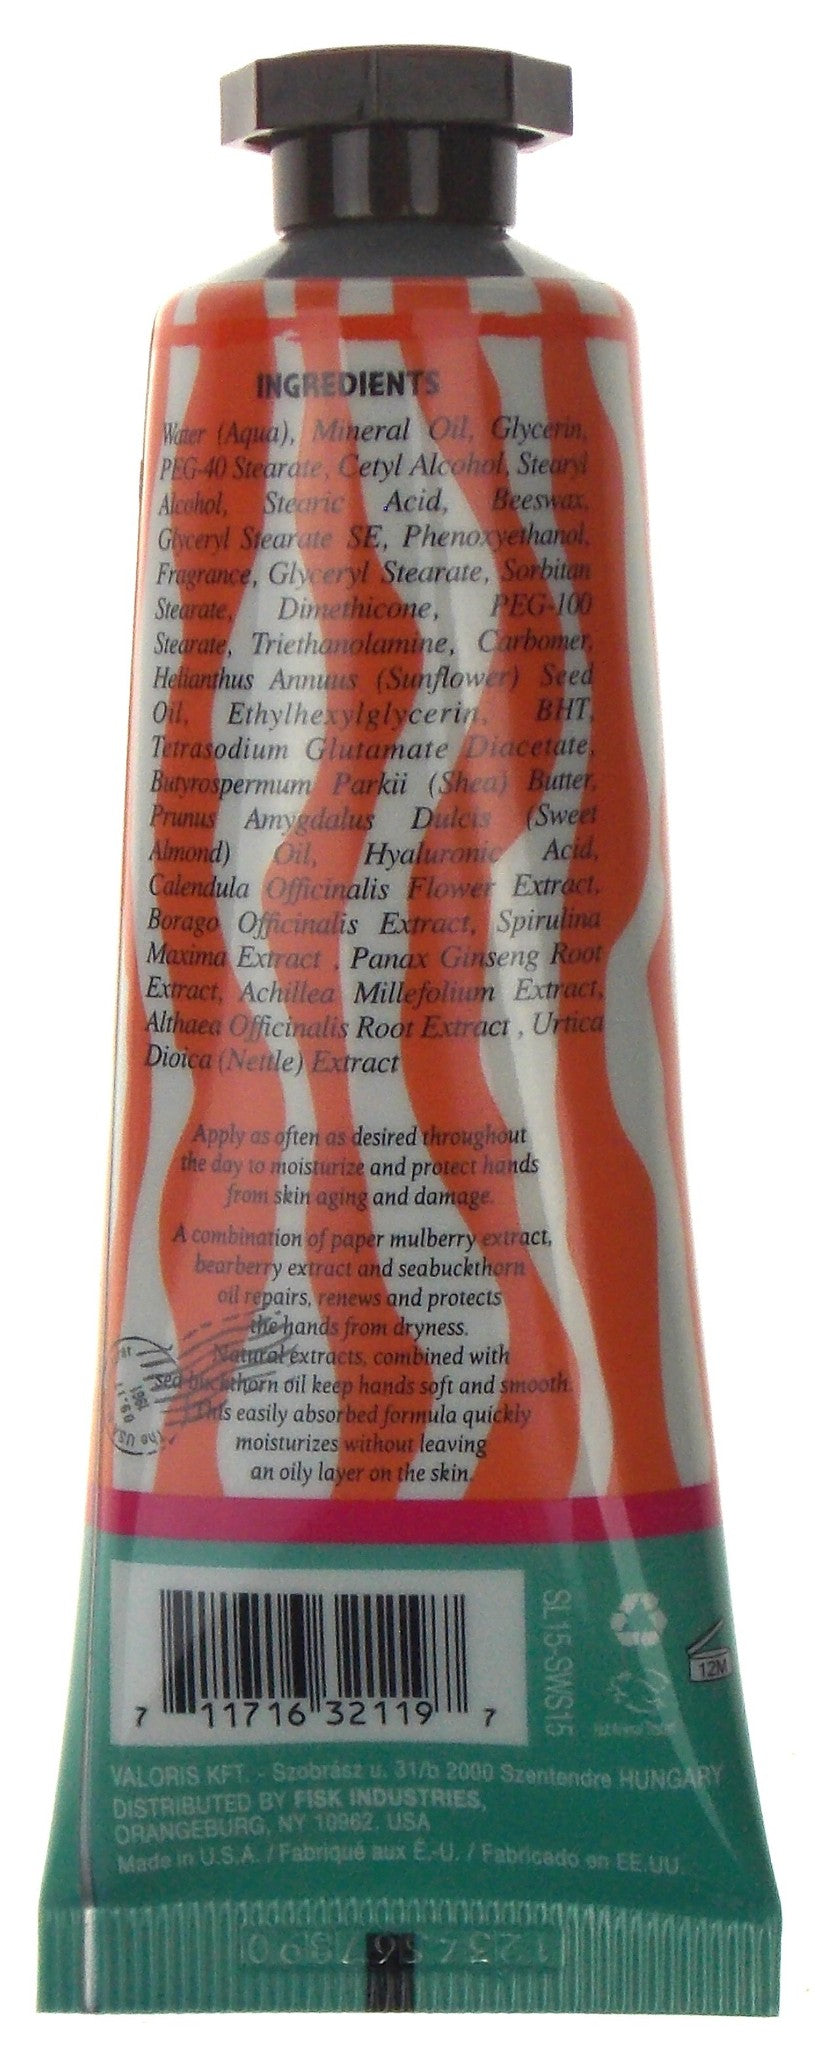 INGREDIENTS
Water (Aqua), Mineral Oil, Glycerin,
PEG-40 Stearate, Cetyl Alcohol, Stearyl
Alcohol, Stearic Acid, Beeswax,
Glyceryl Stearate SE, Phenoxyethanol,
Fragrance, Glyceryl Stearate, Sorbitan
Stearate, Dimethicone, PEG-100
Stearate, Triethanolamine, Carbomer,
Helianthus Annuus (Sunflower) Seed
Oil, Ethylhexylglycerin, BHT,
Tetrasodium Glutamate Diacetate,
Butyrospermum Parkii (Shea) Butter,
Prunus Amygdalus Dulcis (Sweet
Almond) Oil, Hyaluronic Acid,
Calendula Officinalis Flower Extract,
Borago Officinalis Extract, Spirulina
Maxima Extract , Panax Ginseng Root
Extract, Achillea Millefolium Extract,
Althaea Officinalis Root Extract , Urtica
Dioica (Nettle) Extract
Apply as often as desired throughout
the day to moisturize and protect hands
from skin aging and damage.
A combination of paper mulberry extract,
bearberry extract and seabuckthorn
oil repairs, renews and protects
the hands from dryness.
Natural extracts, combined with
sea buckthorn oil keep hands soft and smooth.
This easily absorbed formula quickly
moisturizes without leaving
an oily layer on the skin.
7 11716 32119 7
SL15-SWS15
12M
VALORIS KFT. - Szobrász u. 31/b 2000 Szentendre HUNGARY
DISTRIBUTED BY FISK INDUSTRIES,
ORANGEBURG, NY 10962. USA
Made in U.S.A. / Fabriqué aux É.-U. / Fabricado en EE.UU.